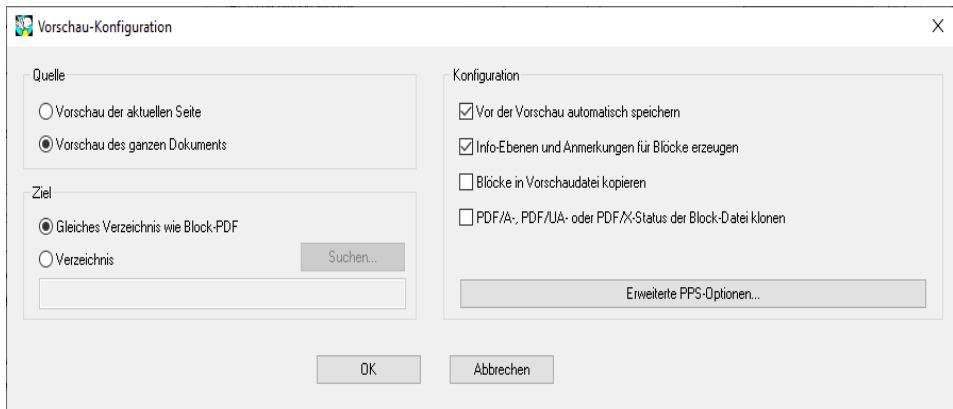 Vorschau-Konfiguration
X
Quelle
Vorschau der aktuellen Seite
Vorschau des ganzen Dokuments
Ziel
Gleiches Verzeichnis wie Block-PDF
Verzeichnis
Suchen...
Konfiguration
Vor der Vorschau automatisch speichern
Info-Ebenen und Anmerkungen für Blöcke erzeugen
Blöcke in Vorschaudatei kopieren
PDF/A-, PDF/UA- oder PDF/X-Status der Block-Datei klonen
Erweiterte PPS-Optionen...
OK
Abbrechen